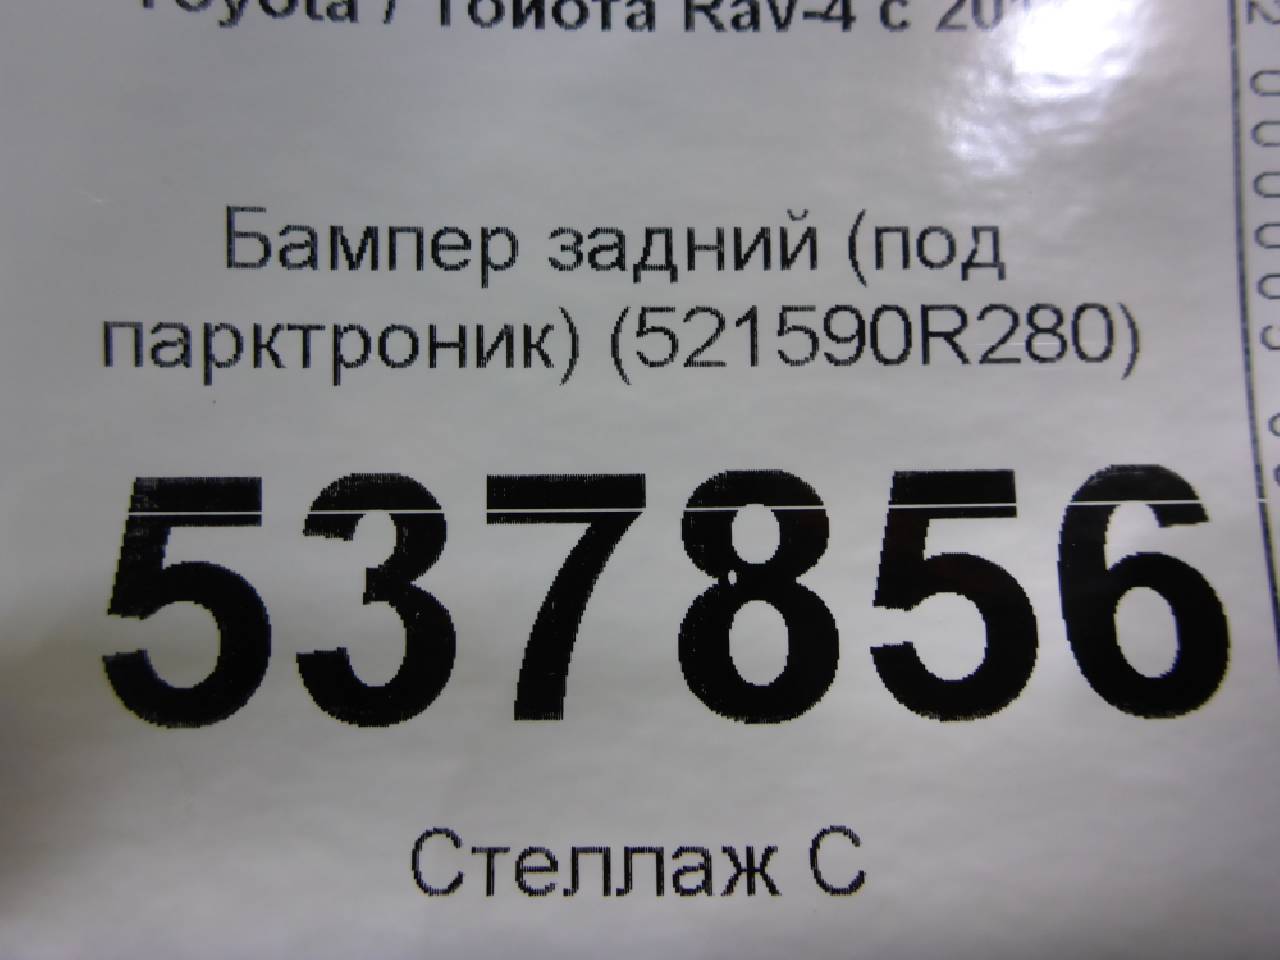 Toyota / Тойота Rav-4 с
Бампер задний (под
парктроник) (521590R280)
537856
Стеллаж С